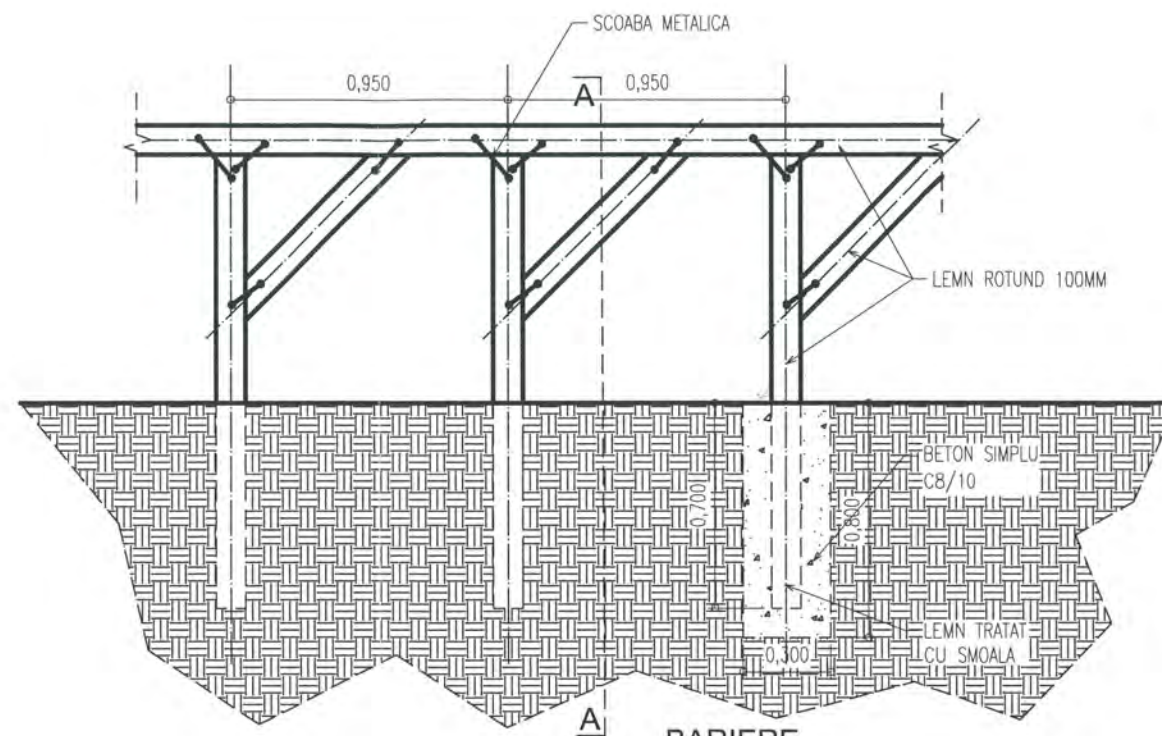 SCOABA METALICA
0,950
A
0,950
LEMN ROTUND 100MM
BETON SIMPLU
C8/10
0,700
0,800
LEMN TRATAT
CU SMOALA
0,300
A
BARIERE